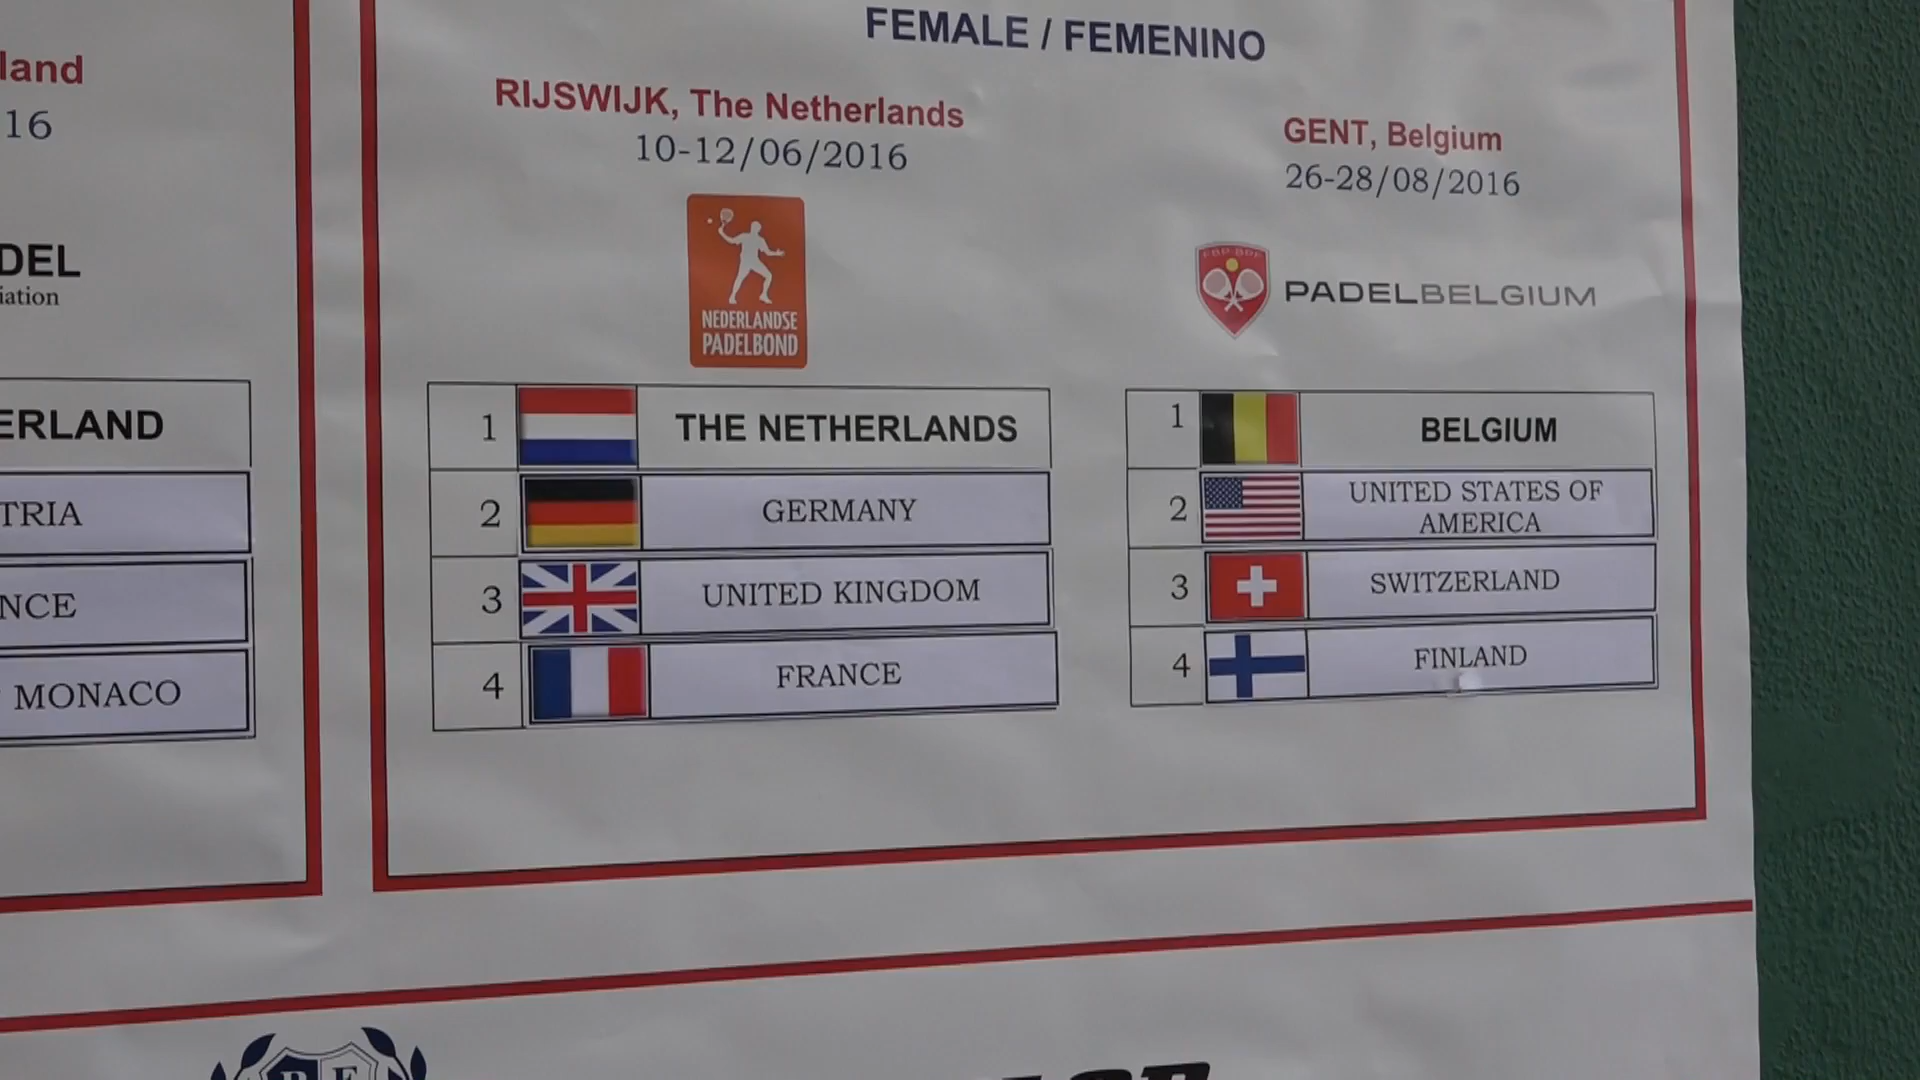 FEMALE / FEMENINO
RIJSWIJK, The Netherlands
10-12/06/2016
NEDERLANDSE
PADELBOND
1 THE NETHERLANDS
2 GERMANY
3 UNITED KINGDOM
4 FRANCE
GENT, Belgium
26-28/08/2016
FBP-BPF
PADELBELGIUM
1 BELGIUM
2 UNITED STATES OF
AMERICA
3 SWITZERLAND
4 FINLAND
land
16
DEL
iation
ERLAND
TRIA
NCE
MONACO